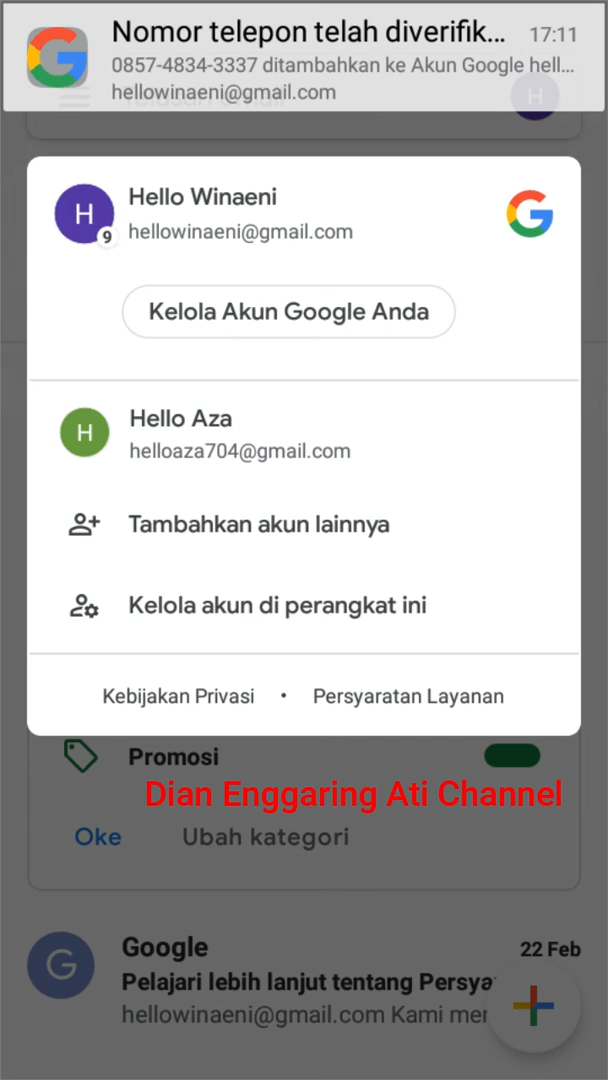 Nomor telepon telah diverifik...
17:11
0857-4834-3337 ditambahkan ke Akun Google hell...
hellowinaeni@gmail.com
H
H
9
Hello Winaeni
hellowinaeni@gmail.com
Kelola Akun Google Anda
H
Hello Aza
helloaza704@gmail.com
Tambahkan akun lainnya
Kelola akun di perangkat ini
Kebijakan Privasi • Persyaratan Layanan
Promosi
Dian Enggaring Ati Channel
Oke
Ubah kategori
G
Google
22 Feb
Pelajari lebih lanjut tentang Persya
hellowinaeni@gmail.com Kami